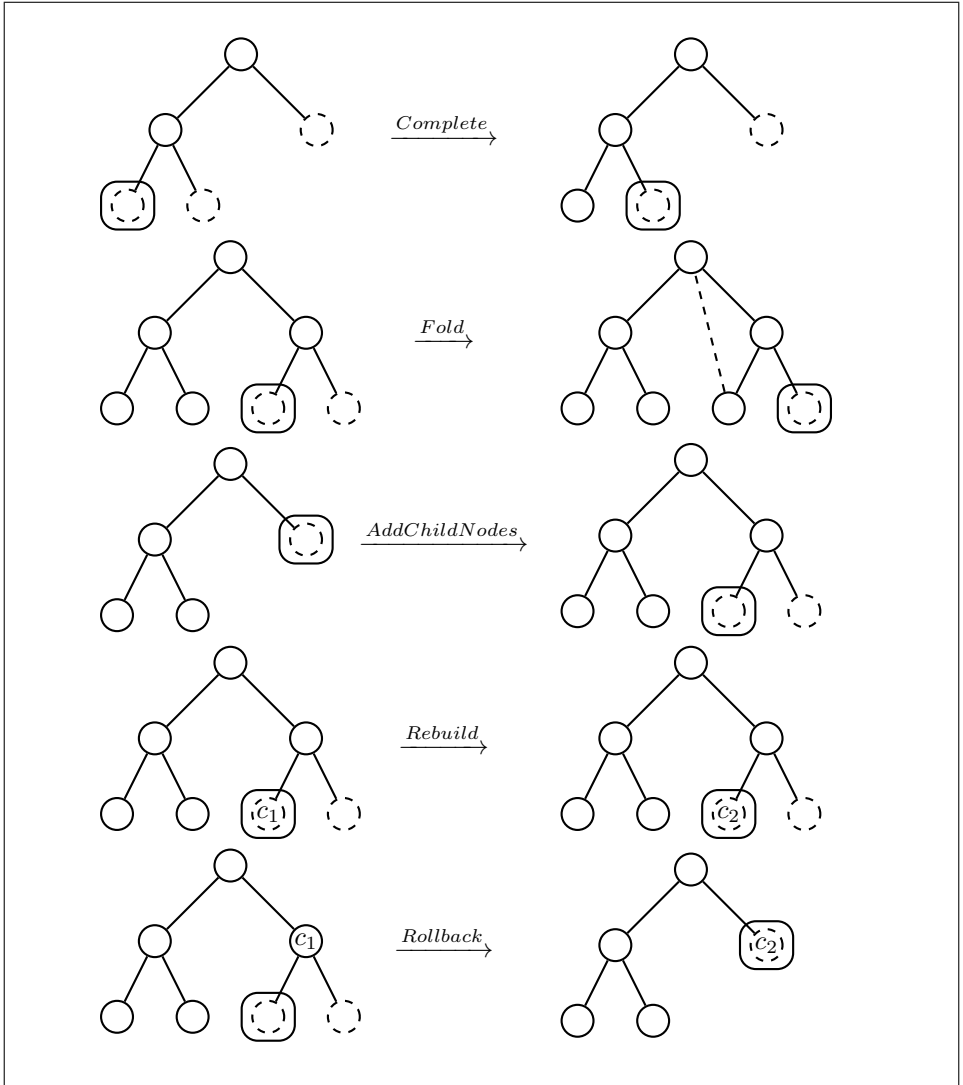 Complete
Fold
AddChildNodes
Rebuild
c₁
c₂
c₁
Rollback
c₂